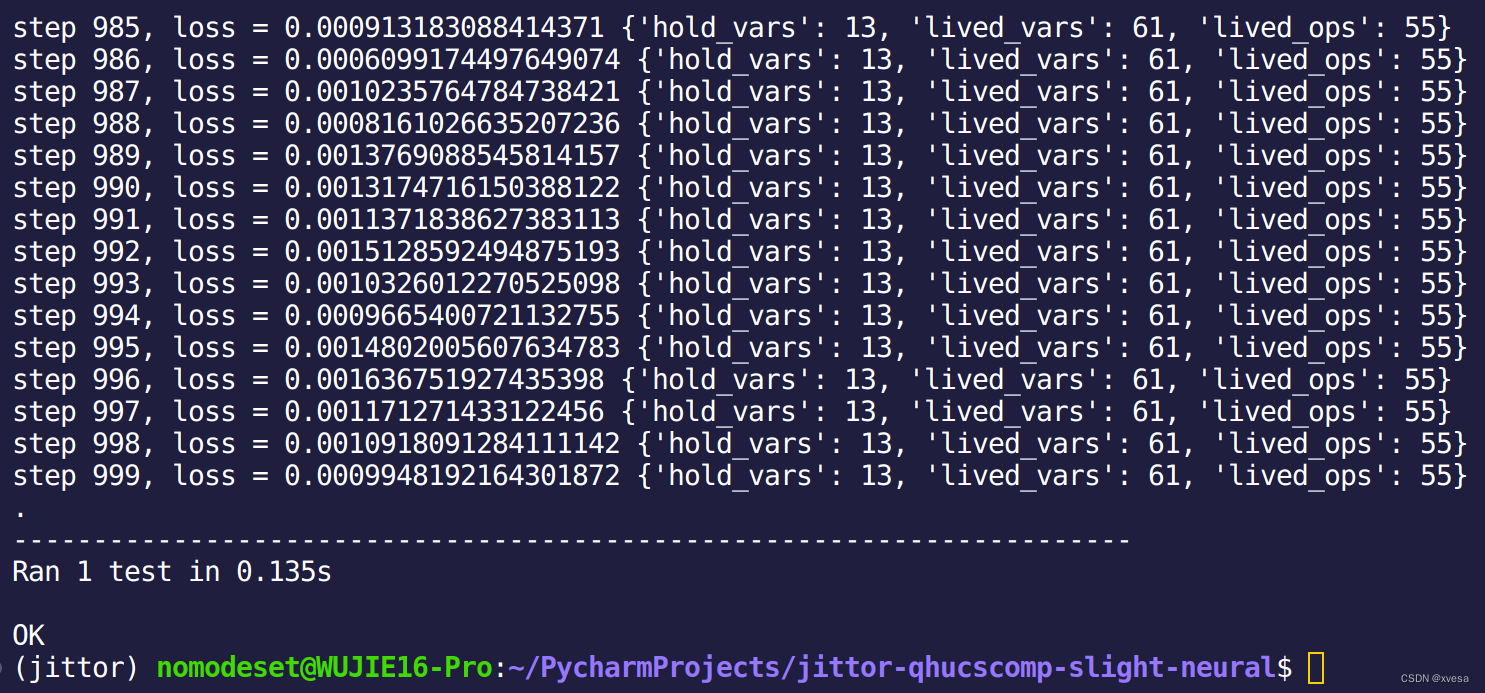 step 985, loss = 0.000913183088414371 {'hold_vars': 13, 'lived_vars': 61, 'lived_ops': 55}
step 986, loss = 0.0006099174497649074 {'hold_vars': 13, 'lived_vars': 61, 'lived_ops': 55}
step 987, loss = 0.0010235764784738421 {'hold_vars': 13, 'lived_vars': 61, 'lived_ops': 55}
step 988, loss = 0.0008161026635207236 {'hold_vars': 13, 'lived_vars': 61, 'lived_ops': 55}
step 989, loss = 0.0013769088545814157 {'hold_vars': 13, 'lived_vars': 61, 'lived_ops': 55}
step 990, loss = 0.0013174716150388122 {'hold_vars': 13, 'lived_vars': 61, 'lived_ops': 55}
step 991, loss = 0.0011371838627383113 {'hold_vars': 13, 'lived_vars': 61, 'lived_ops': 55}
step 992, loss = 0.0015128592494875193 {'hold_vars': 13, 'lived_vars': 61, 'lived_ops': 55}
step 993, loss = 0.0010326012270525098 {'hold_vars': 13, 'lived_vars': 61, 'lived_ops': 55}
step 994, loss = 0.0009665400721132755 {'hold_vars': 13, 'lived_vars': 61, 'lived_ops': 55}
step 995, loss = 0.0014802005607634783 {'hold_vars': 13, 'lived_vars': 61, 'lived_ops': 55}
step 996, loss = 0.001636751927435398 {'hold_vars': 13, 'lived_vars': 61, 'lived_ops': 55}
step 997, loss = 0.001171271433122456 {'hold_vars': 13, 'lived_vars': 61, 'lived_ops': 55}
step 998, loss = 0.0010918091284111142 {'hold_vars': 13, 'lived_vars': 61, 'lived_ops': 55}
step 999, loss = 0.0009948192164301872 {'hold_vars': 13, 'lived_vars': 61, 'lived_ops': 55}
.
----------------------------------------------------------------------
Ran 1 test in 0.135s
OK
(jittor) nomodeset@WUJIE16-Pro:~/PycharmProjects/jittor-qhucscomp-slight-neural$
CSDN @xvesa